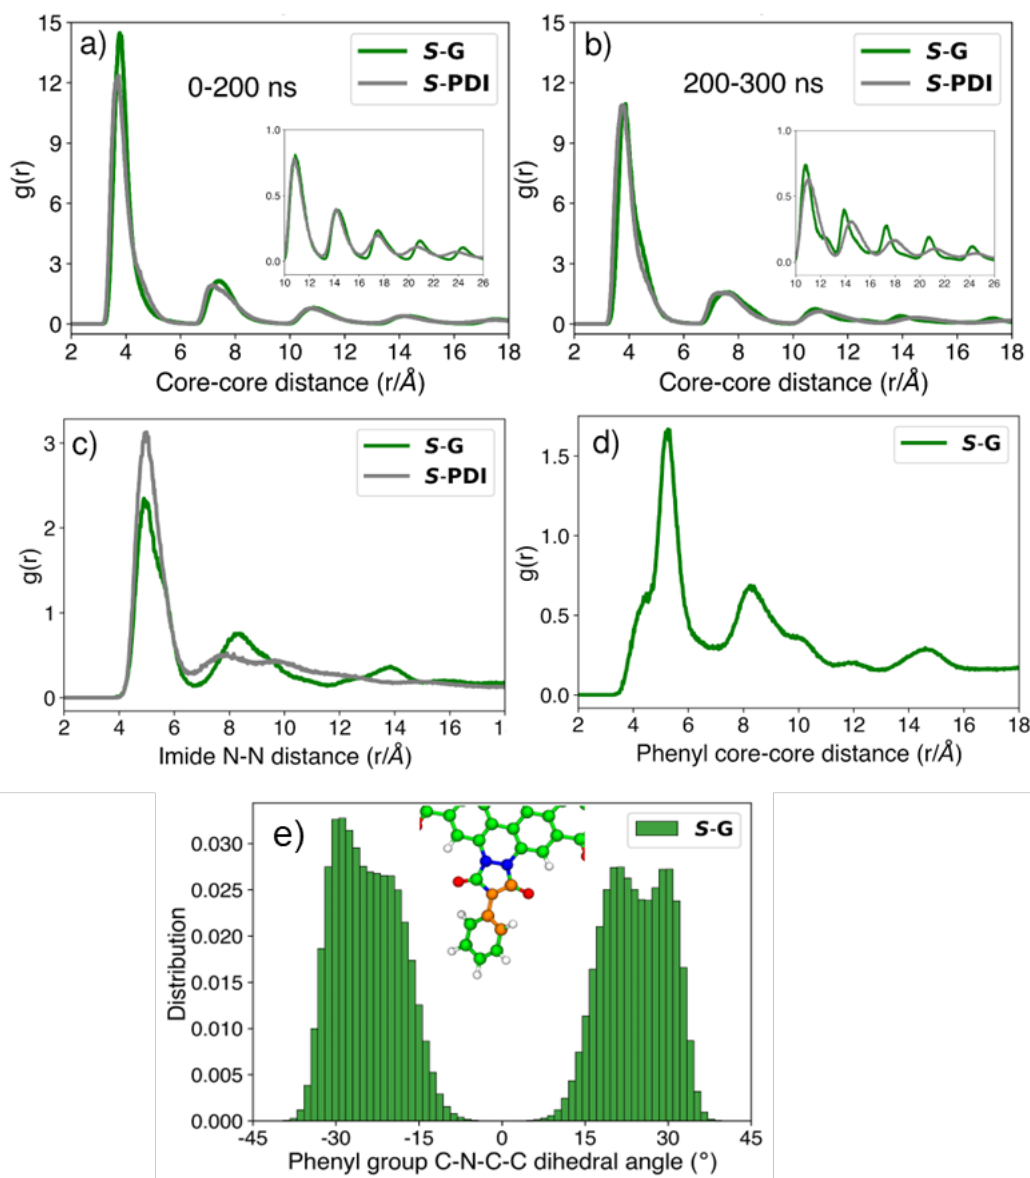 a)
0-200 ns
S-G
S-PDI
15
12
9
6
3
0
g(r)
1.0
0.5
0.0
10 12 14 16 18 20 22 24 26
2 4 6 8 10 12 14 16 18
Core-core distance (r/Å)
b)
200-300 ns
S-G
S-PDI
15
12
9
6
3
0
g(r)
1.0
0.5
0.0
10 12 14 16 18 20 22 24 26
2 4 6 8 10 12 14 16 18
Core-core distance (r/Å)
c)
S-G
S-PDI
3
2
1
0
g(r)
2 4 6 8 10 12 14 16 1
Imide N-N distance (r/Å)
d)
S-G
1.5
1.0
0.5
0.0
g(r)
2 4 6 8 10 12 14 16 18
Phenyl core-core distance (r/Å)
e)
S-G
0.030
0.025
0.020
0.015
0.010
0.005
0.000
Distribution
-45 -30 -15 0 15 30 45
Phenyl group C-N-C-C dihedral angle (°)